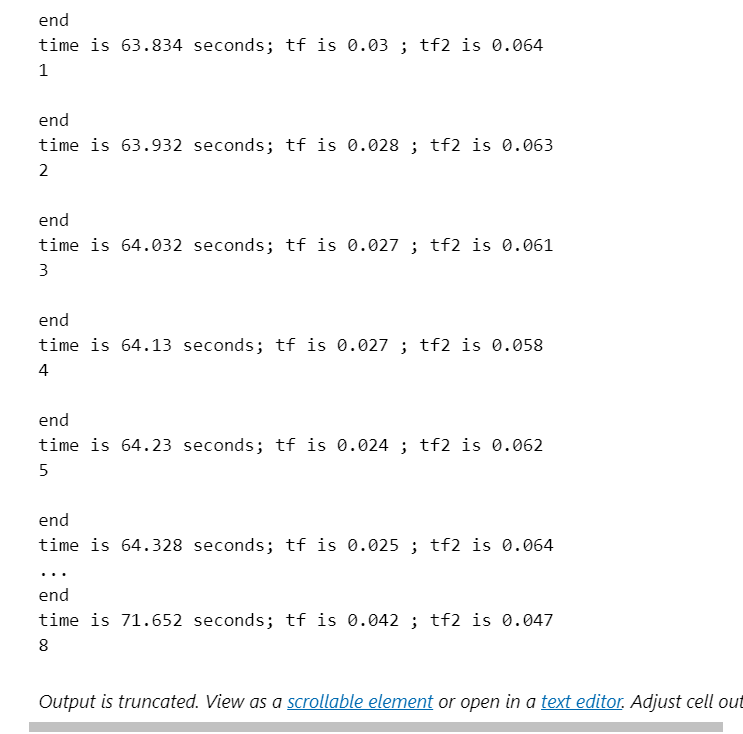 end
time is 63.834 seconds; tf is 0.03 ; tf2 is 0.064
1
end
time is 63.932 seconds; tf is 0.028 ; tf2 is 0.063
2
end
time is 64.032 seconds; tf is 0.027 ; tf2 is 0.061
3
end
time is 64.13 seconds; tf is 0.027 ; tf2 is 0.058
4
end
time is 64.23 seconds; tf is 0.024 ; tf2 is 0.062
5
end
time is 64.328 seconds; tf is 0.025 ; tf2 is 0.064
...
end
time is 71.652 seconds; tf is 0.042 ; tf2 is 0.047
8
Output is truncated. View as a scrollable element or open in a text editor. Adjust cell out